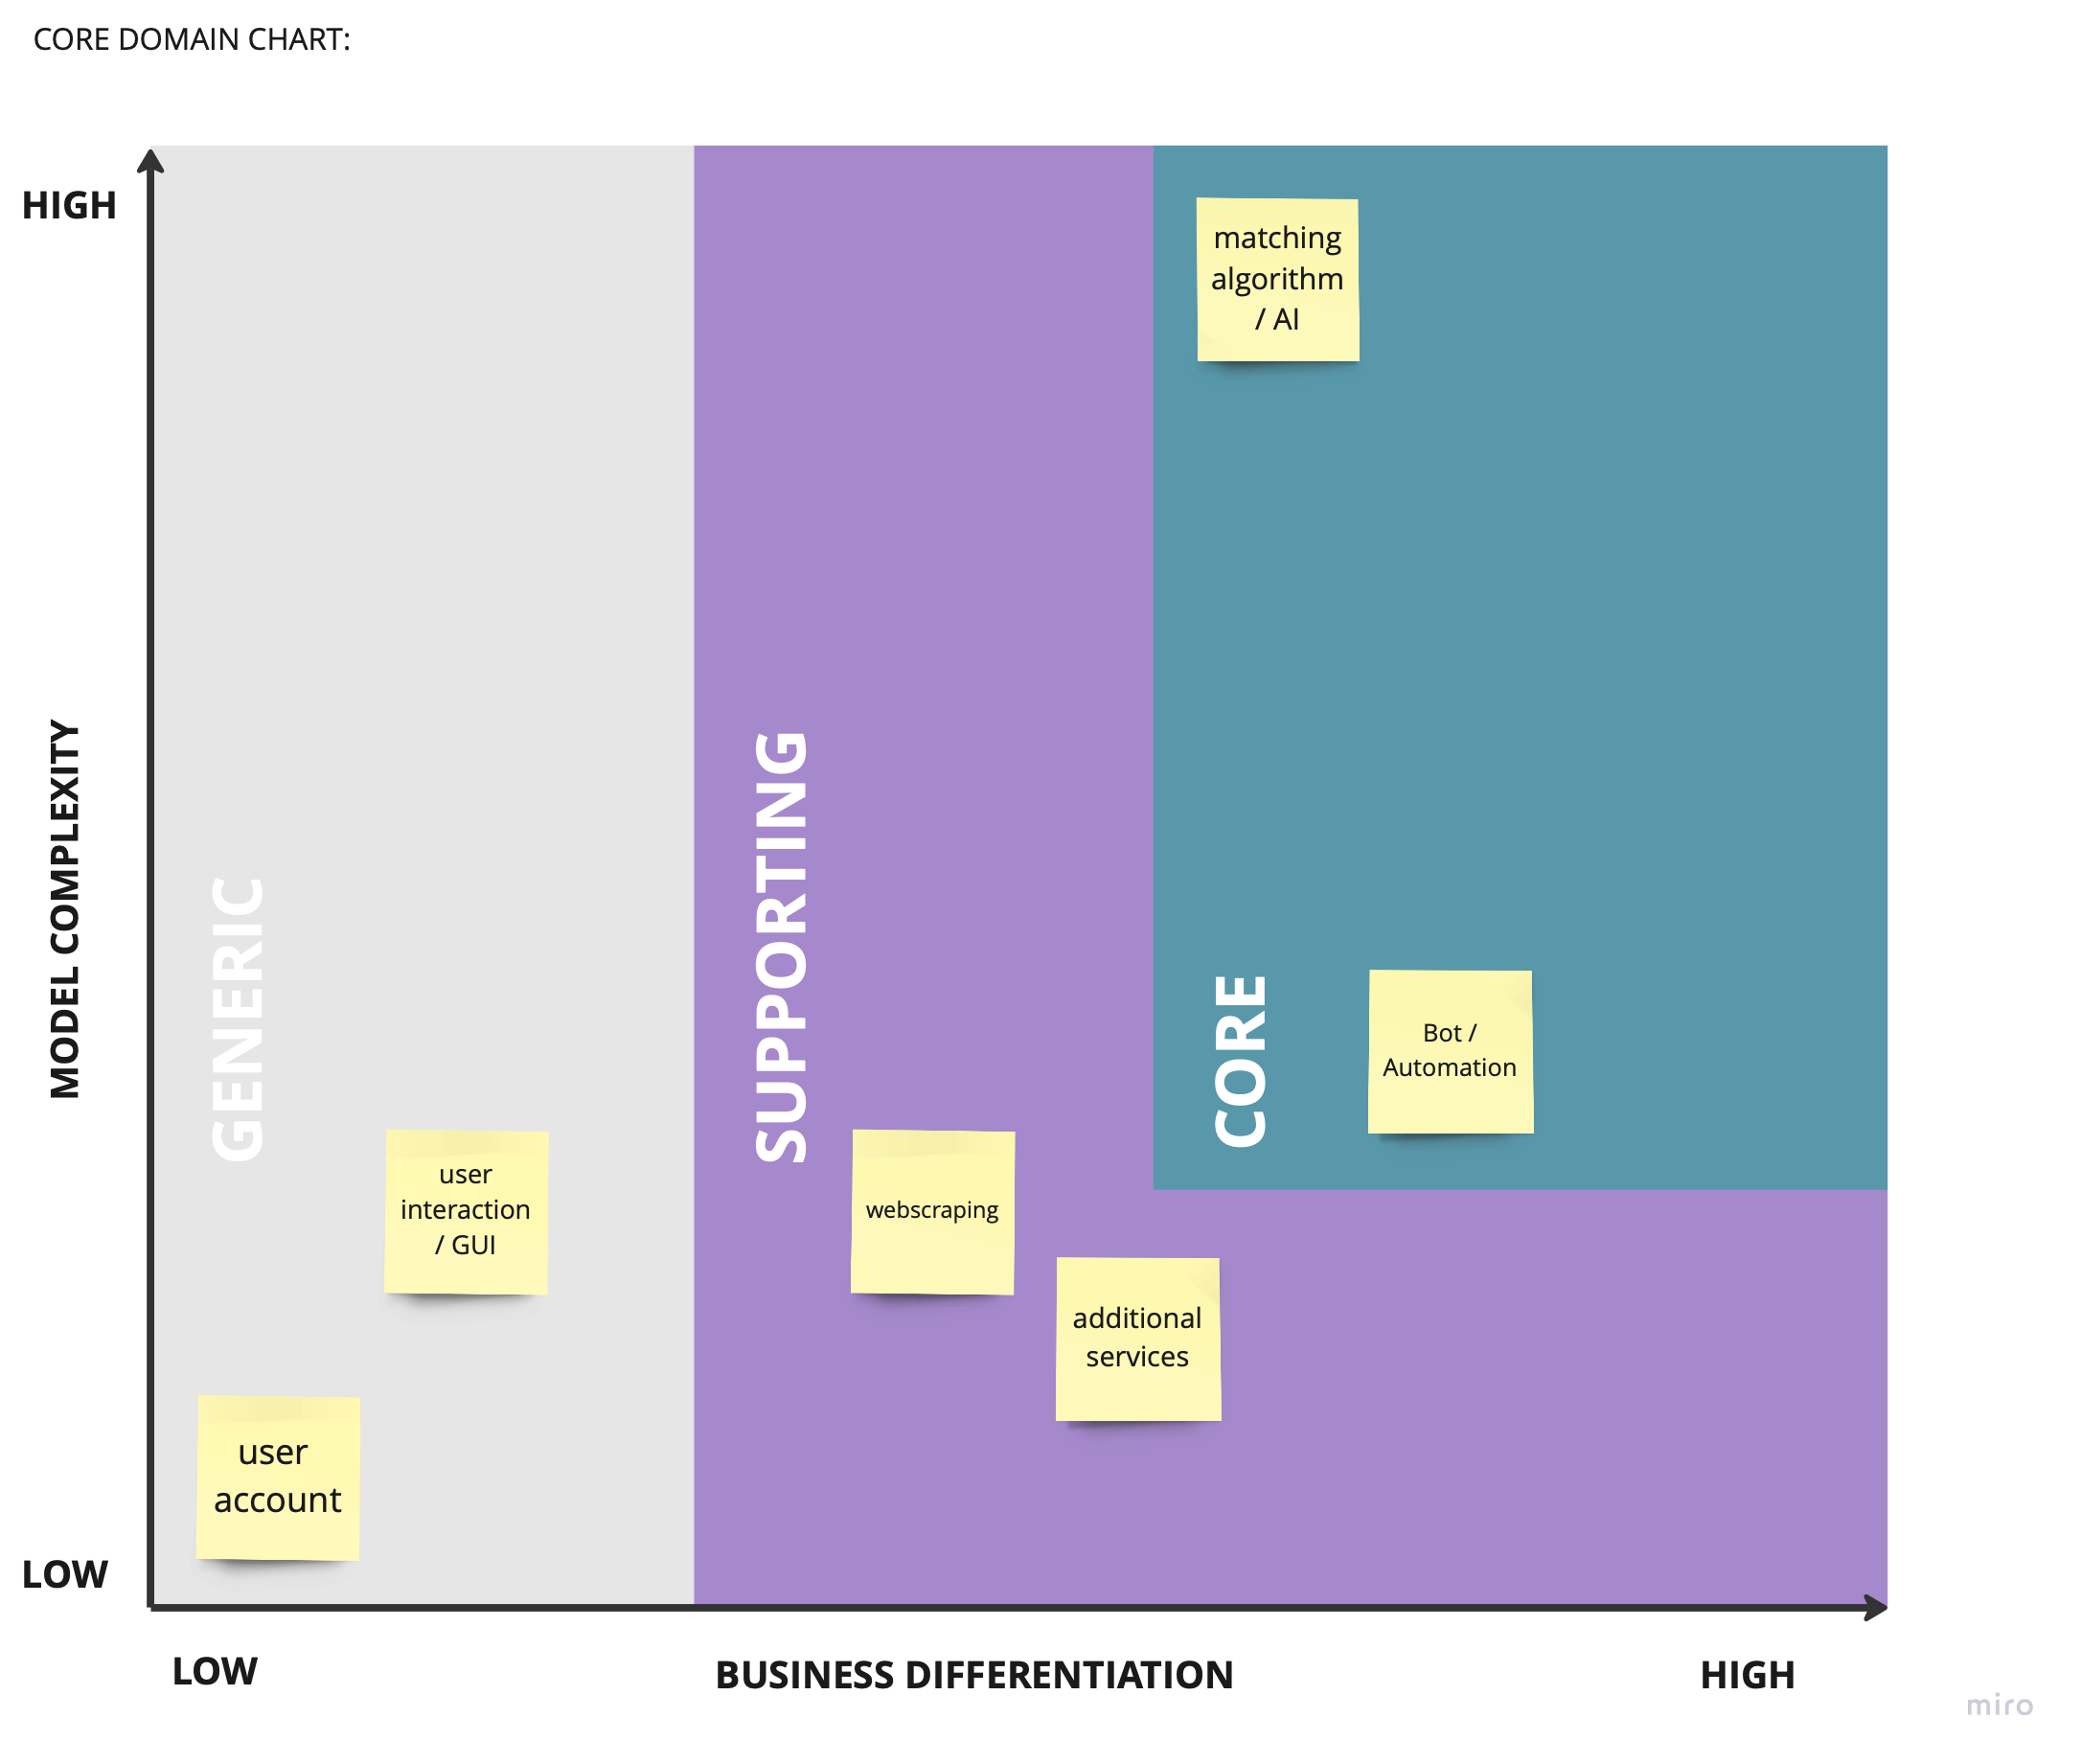 CORE DOMAIN CHART:
HIGH
matching
algorithm
/ AI
MODEL COMPLEXITY
GENERIC
SUPPORTING
CORE
Bot /
Automation
user
interaction
/ GUI
webscraping
additional
services
user
account
LOW
LOW
BUSINESS DIFFERENTIATION
HIGH
miro